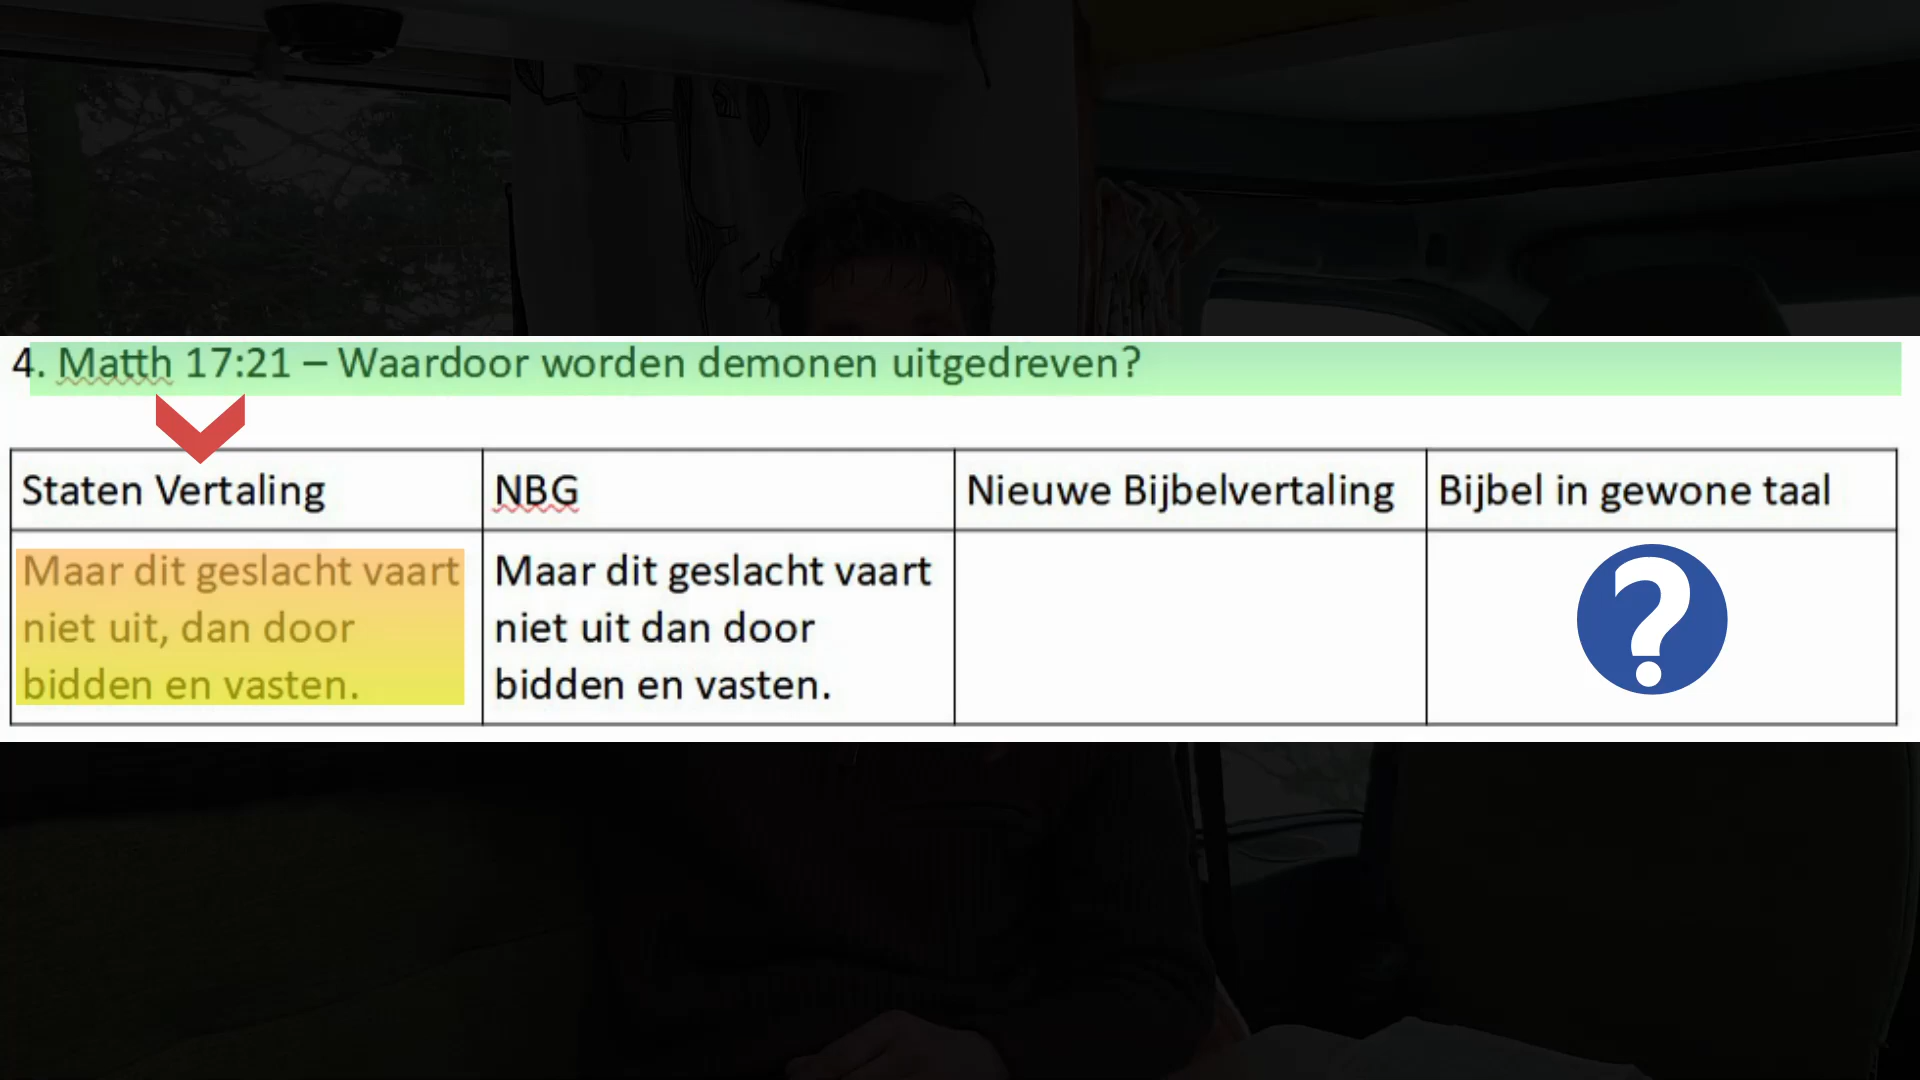 4. Matth 17:21 – Waardoor worden demonen uitgedreven?
Staten Vertaling
NBG
Nieuwe Bijbelvertaling
Bijbel in gewone taal
Maar dit geslacht vaart
niet uit, dan door
bidden en vasten.
Maar dit geslacht vaart
niet uit dan door
bidden en vasten.
?